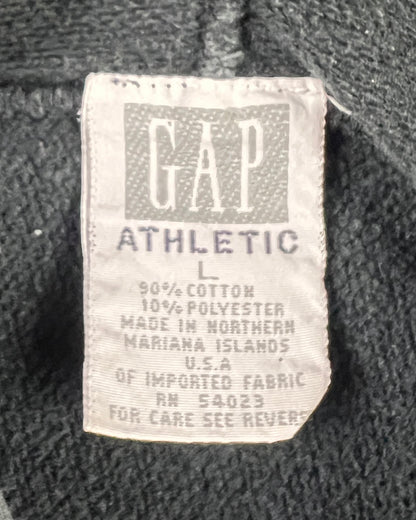 GAP
ATHLETIC
L
90% COTTON
10% POLYESTER
MADE IN NORTHERN
MARIANA ISLANDS
U.S.A
OF IMPORTED FABRIC
RN 54023
FOR CARE SEE REVERS